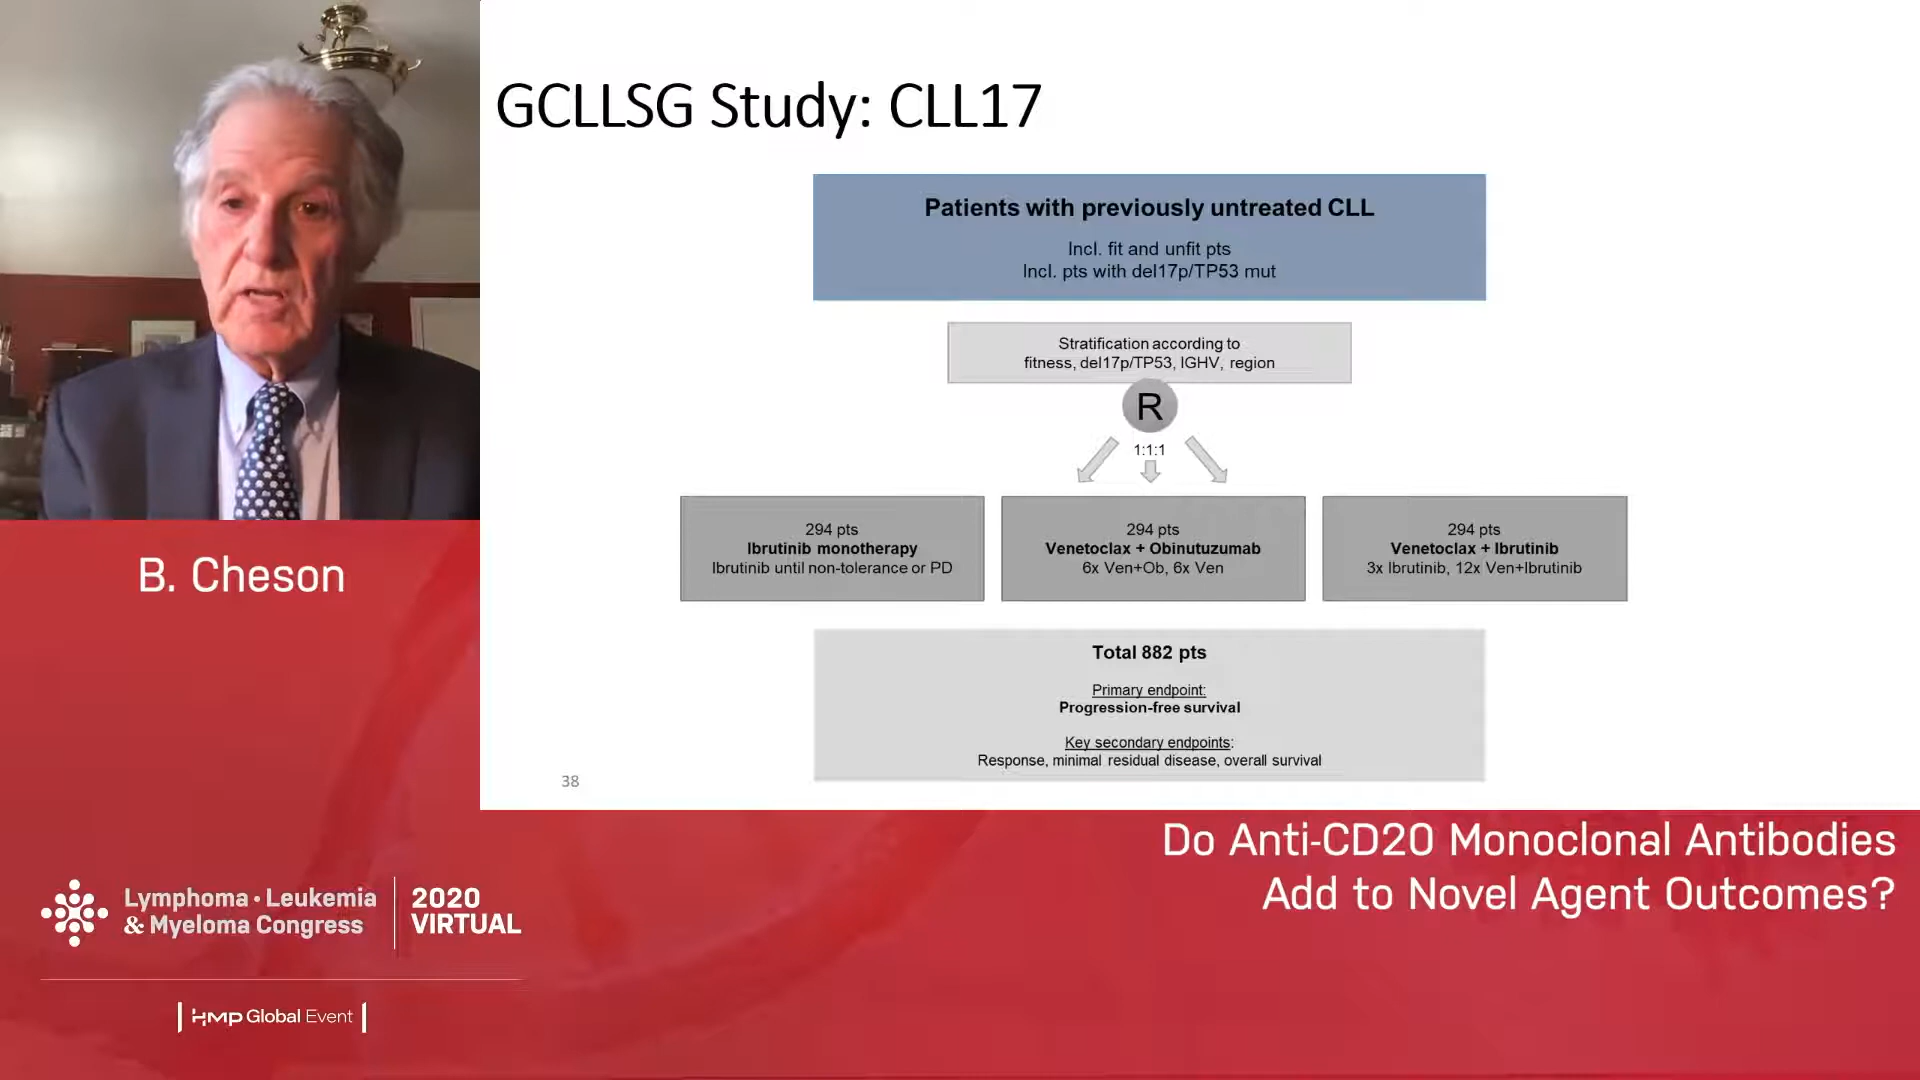 GCLLSG Study: CLL17
Patients with previously untreated CLL
Incl. fit and unfit pts
Incl. pts with del17p/TP53 mut
Stratification according to
fitness, del17p/TP53, IGHV, region
R
1:1:1
294 pts
Ibrutinib monotherapy
Ibrutinib until non-tolerance or PD
294 pts
Venetoclax + Obinutuzumab
6x Ven+Ob, 6x Ven
294 pts
Venetoclax + Ibrutinib
3x Ibrutinib, 12x Ven+Ibrutinib
Total 882 pts
Primary endpoint:
Progression-free survival
Key secondary endpoints:
Response, minimal residual disease, overall survival
38
B. Cheson
Do Anti-CD20 Monoclonal Antibodies
Add to Novel Agent Outcomes?
Lymphoma • Leukemia
& Myeloma Congress
2020
VIRTUAL
HMP Global Event